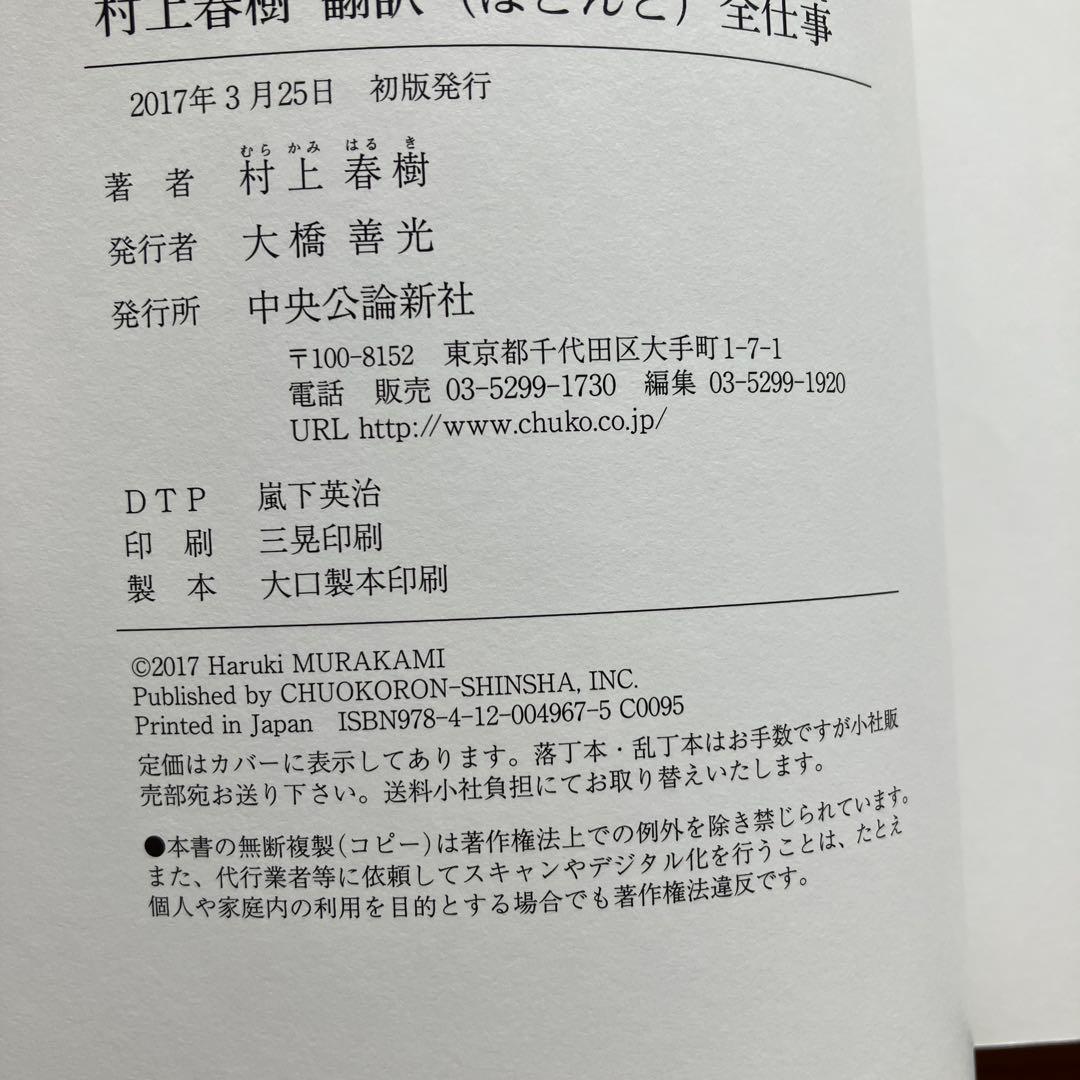 村上春樹 翻訳（ほとんど）全仕事
2017年3月25日 初版発行
むら かみ はる き
著 者 村上 春樹
発行者 大橋善光
発行所 中央公論新社
〒100-8152 東京都千代田区大手町1-7-1
電話 販売 03-5299-1730 編集 03-5299-1920
URL http://www.chuko.co.jp/
DTP 嵐下英治
印 刷 三晃印刷
製 本 大口製本印刷
©2017 Haruki MURAKAMI
Published by CHUOKORON-SHINSHA, INC.
Printed in Japan ISBN978-4-12-004967-5 C0095
定価はカバーに表示してあります。落丁本・乱丁本はお手数ですが小社販
売部宛お送り下さい。送料小社負担にてお取り替えいたします。
●本書の無断複製（コピー）は著作権法上での例外を除き禁じられています。
また、代行業者等に依頼してスキャンやデジタル化を行うことは、たとえ
個人や家庭内の利用を目的とする場合でも著作権法違反です。